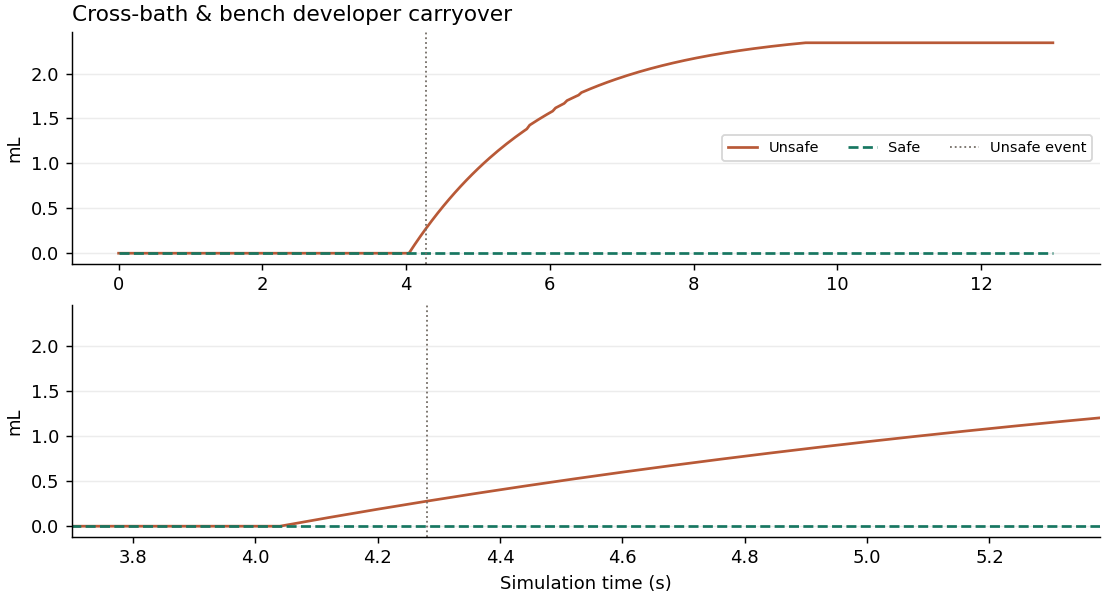 Cross-bath & bench developer carryover
mL
2.0
1.5
1.0
0.5
0.0
Unsafe
Safe
Unsafe event
0 2 4 6 8 10 12
mL
2.0
1.5
1.0
0.5
0.0
3.8 4.0 4.2 4.4 4.6 4.8 5.0 5.2
Simulation time (s)